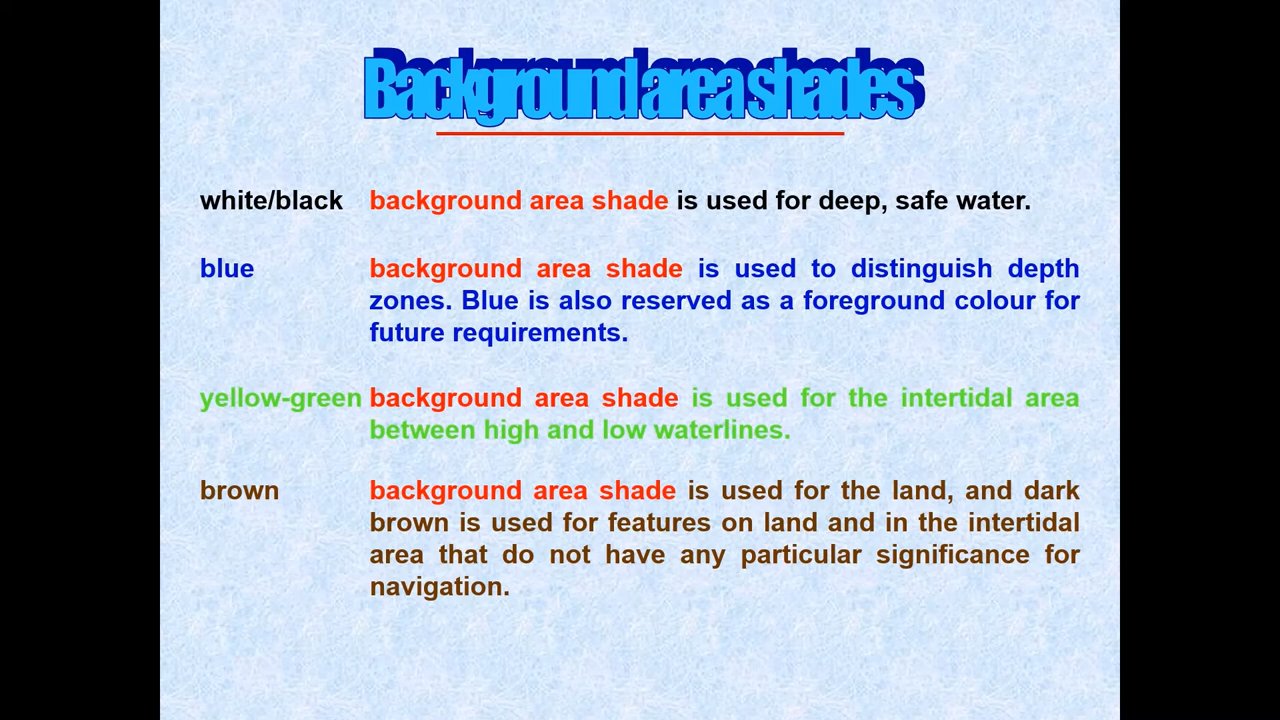 Background area shades
white/black background area shade is used for deep, safe water.
blue background area shade is used to distinguish depth
zones. Blue is also reserved as a foreground colour for
future requirements.
yellow-green background area shade is used for the intertidal area
between high and low waterlines.
brown background area shade is used for the land, and dark
brown is used for features on land and in the intertidal
area that do not have any particular significance for
navigation.